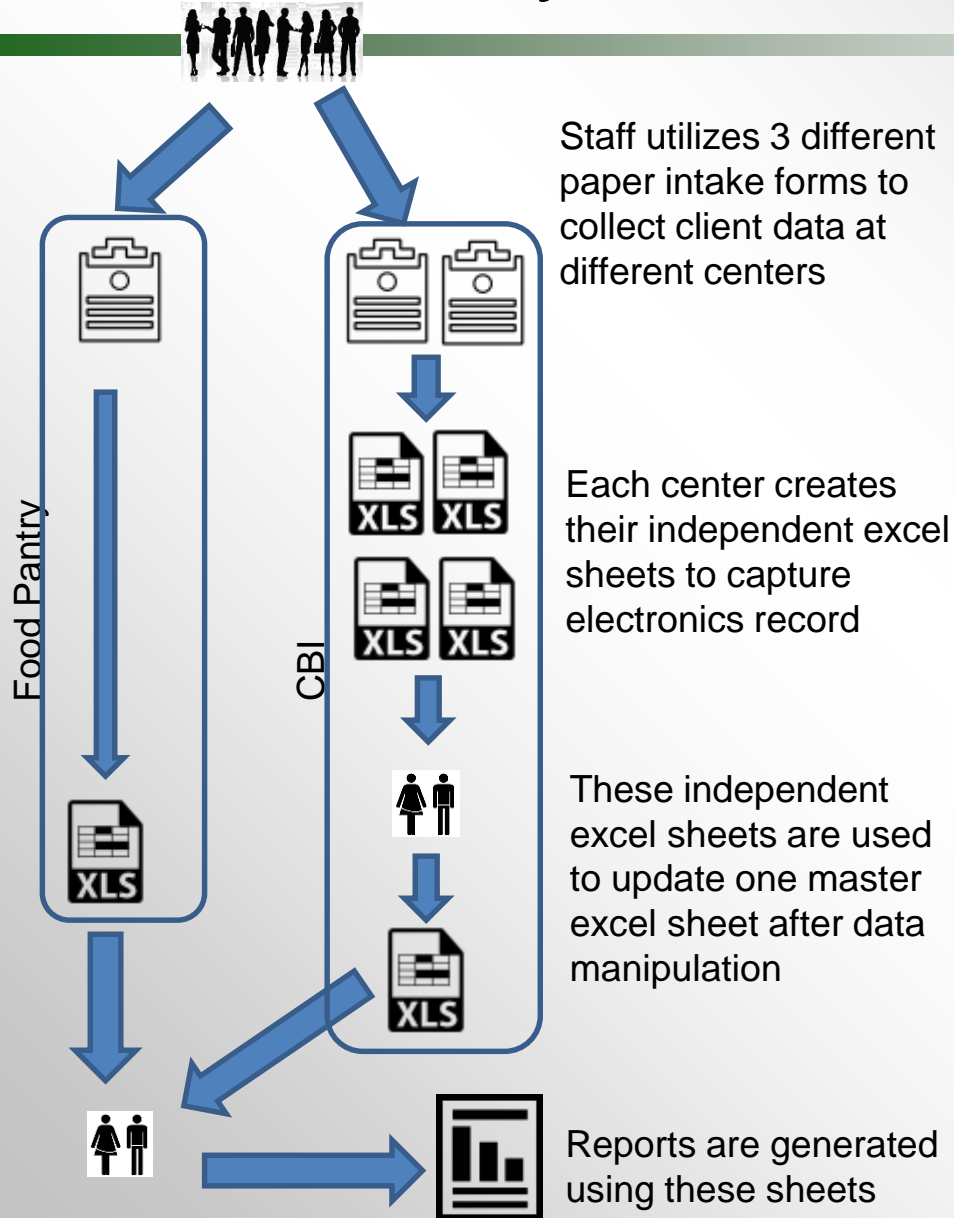 Staff utilizes 3 different
paper intake forms to
collect client data at
different centers
XLS XLS
Each center creates
their independent excel
sheets to capture
electronics record
XLS XLS
Food Pantry
CBI
These independent
excel sheets are used
to update one master
excel sheet after data
manipulation
XLS
XLS
Reports are generated
using these sheets